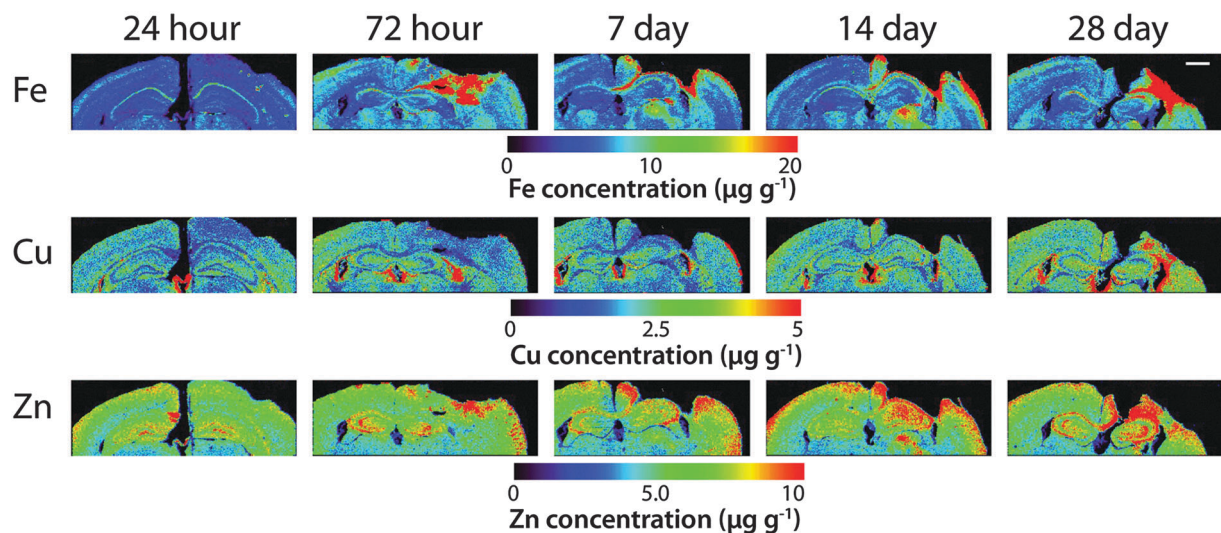 24 hour 72 hour 7 day 14 day 28 day
Fe
0 10 20
Fe concentration (µg g⁻¹)
Cu
0 2.5 5
Cu concentration (µg g⁻¹)
Zn
0 5.0 10
Zn concentration (µg g⁻¹)